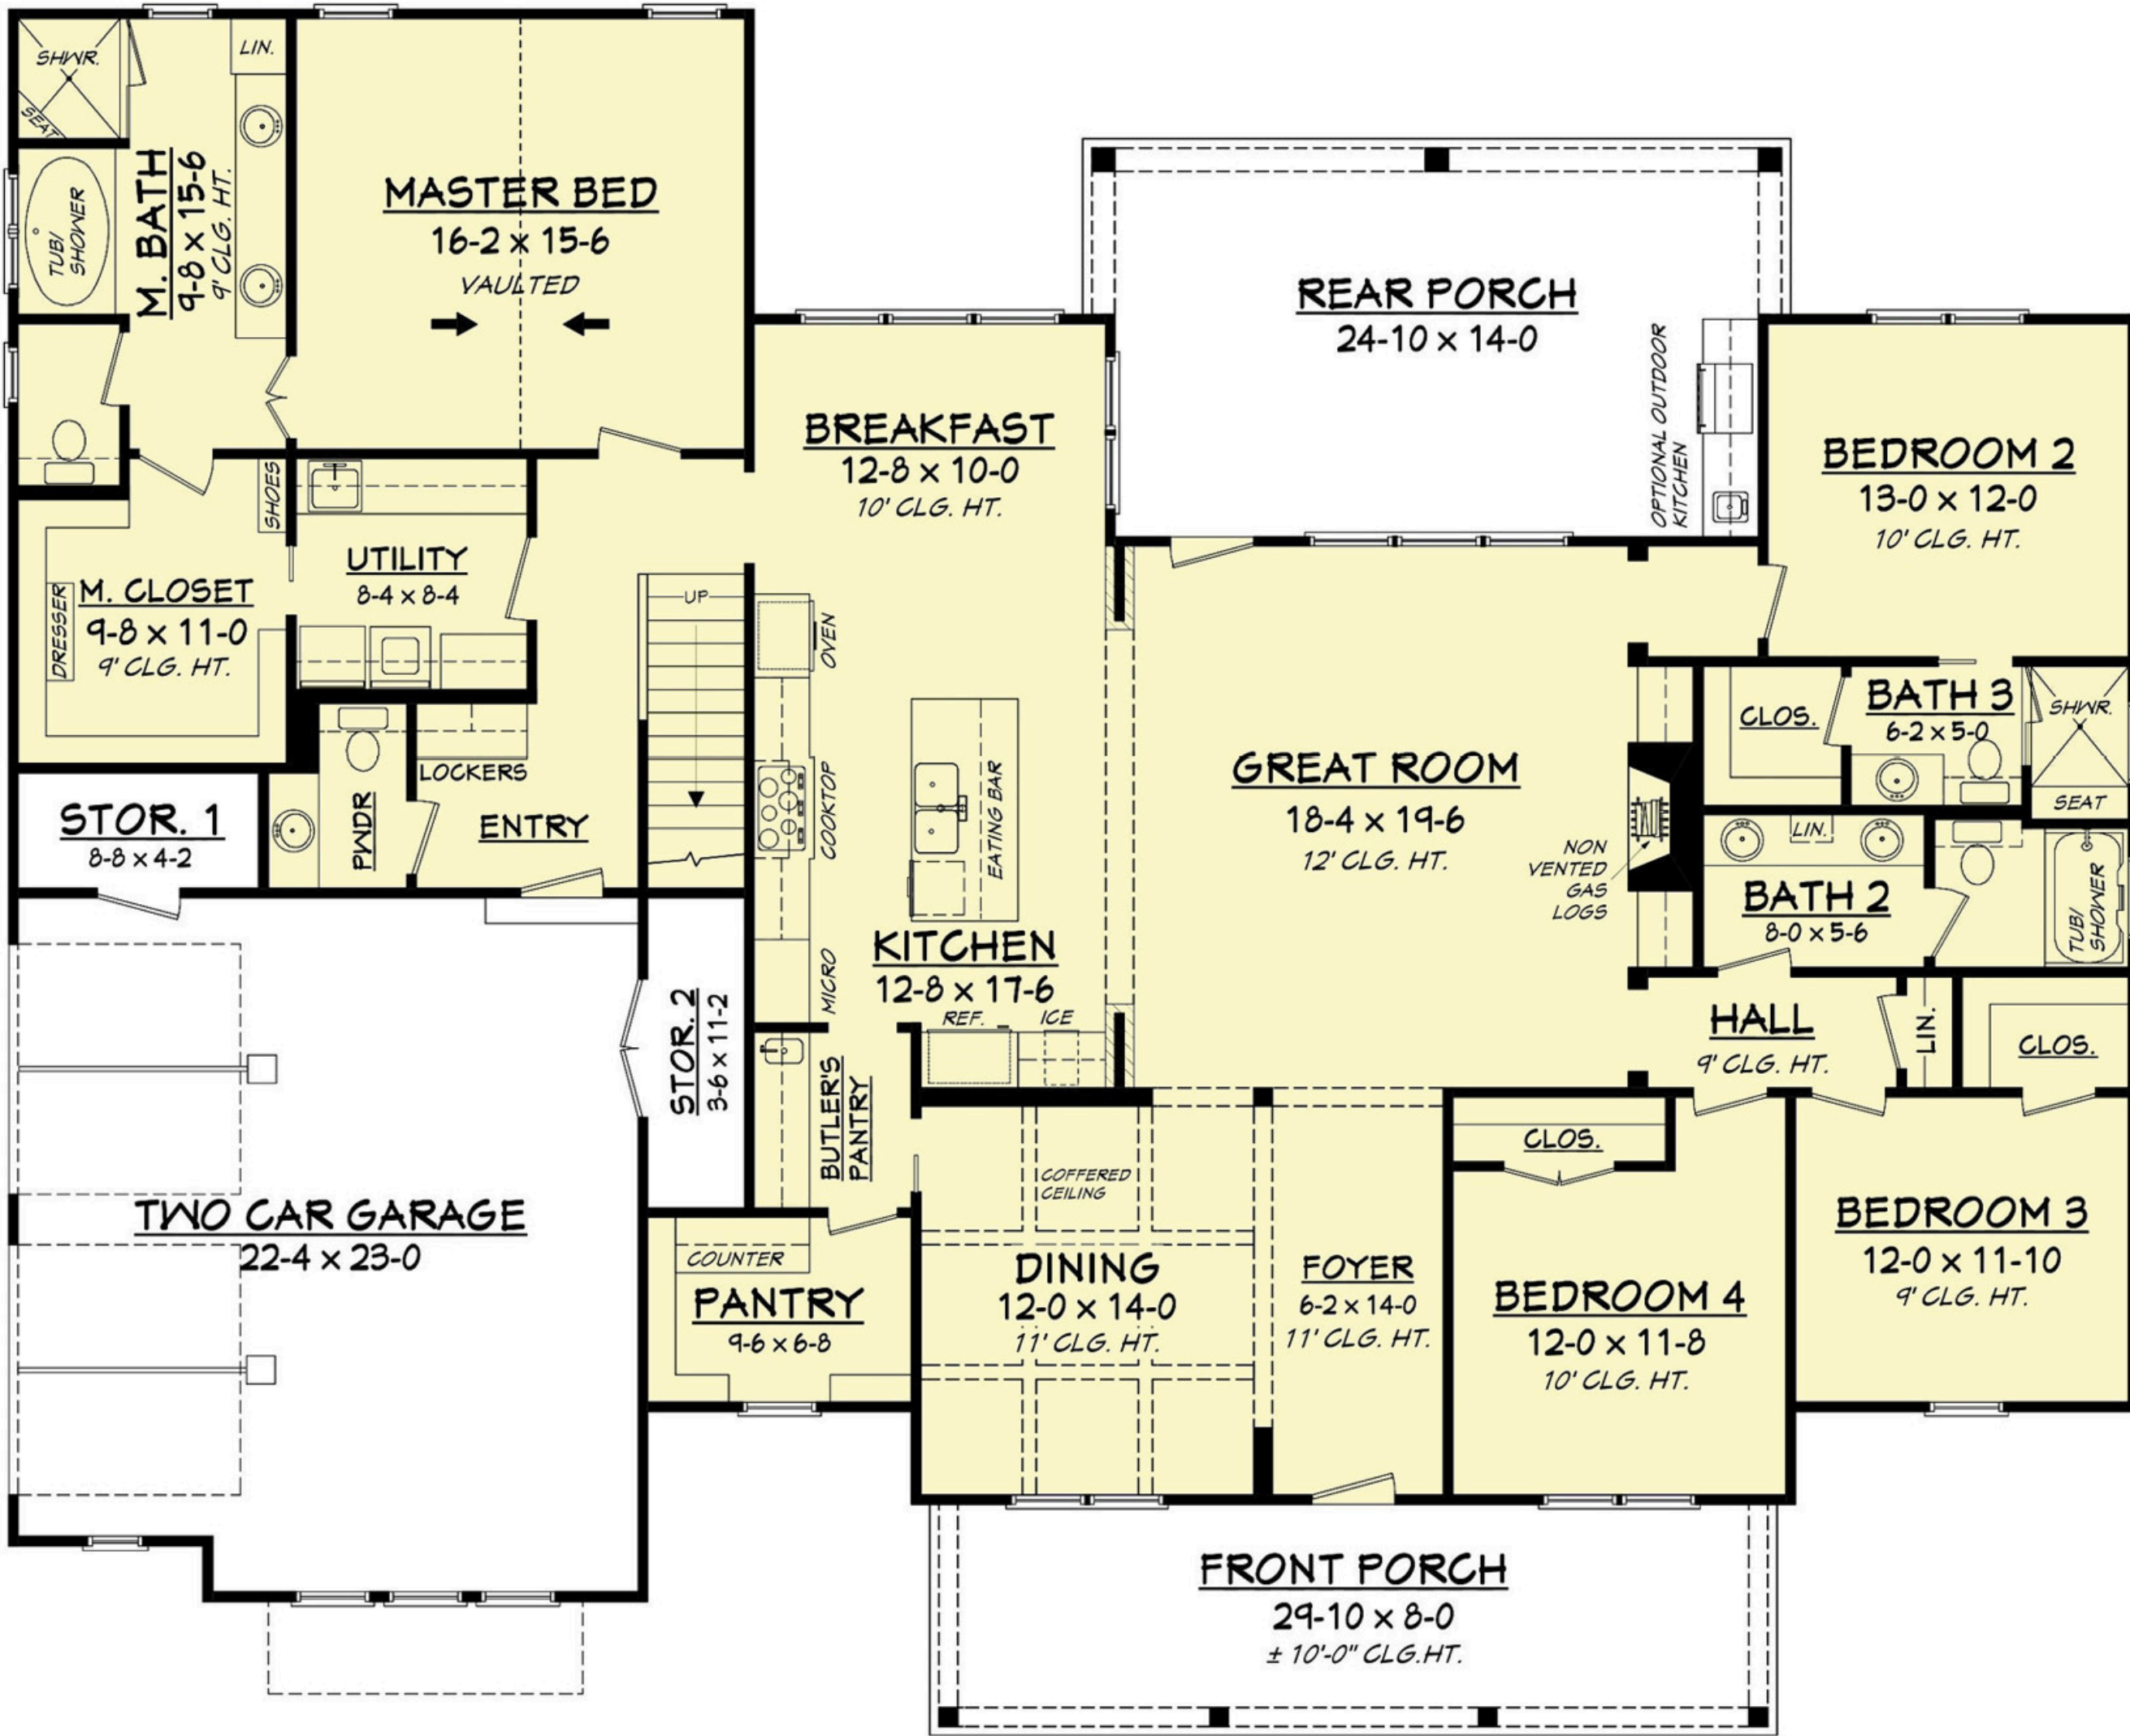 SHWR.
SEAT
LIN.
TUB/
SHOWER
M. BATH
9-8 x 15-6
9' CLG. HT.
MASTER BED
16-2 x 15-6
VAULTED
REAR PORCH
24-10 x 14-0
OPTIONAL OUTDOOR
KITCHEN
BREAKFAST
12-8 x 10-0
10' CLG. HT.
BEDROOM 2
13-0 x 12-0
10' CLG. HT.
SHOES
UTILITY
8-4 x 8-4
DRESSER
M. CLOSET
9-8 x 11-0
9' CLG. HT.
UP
OVEN
COOKTOP
EATING BAR
MICRO
KITCHEN
12-8 x 17-6
REF.
ICE
GREAT ROOM
18-4 x 19-6
12' CLG. HT.
NON
VENTED
GAS
LOGS
CLOS.
BATH 3
6-2 x 5-0
SHWR.
SEAT
LIN.
BATH 2
8-0 x 5-6
TUB/
SHOWER
LOCKERS
ENTRY
PWDR
STOR. 1
8-8 x 4-2
STOR. 2
3-6 x 11-2
BUTLER'S
PANTRY
HALL
9' CLG. HT.
LIN.
CLOS.
CLOS.
TWO CAR GARAGE
22-4 x 23-0
COUNTER
PANTRY
9-6 x 6-8
COFFERED
CEILING
DINING
12-0 x 14-0
11' CLG. HT.
FOYER
6-2 x 14-0
11' CLG. HT.
BEDROOM 4
12-0 x 11-8
10' CLG. HT.
BEDROOM 3
12-0 x 11-10
9' CLG. HT.
FRONT PORCH
29-10 x 8-0
± 10'-0" CLG.HT.